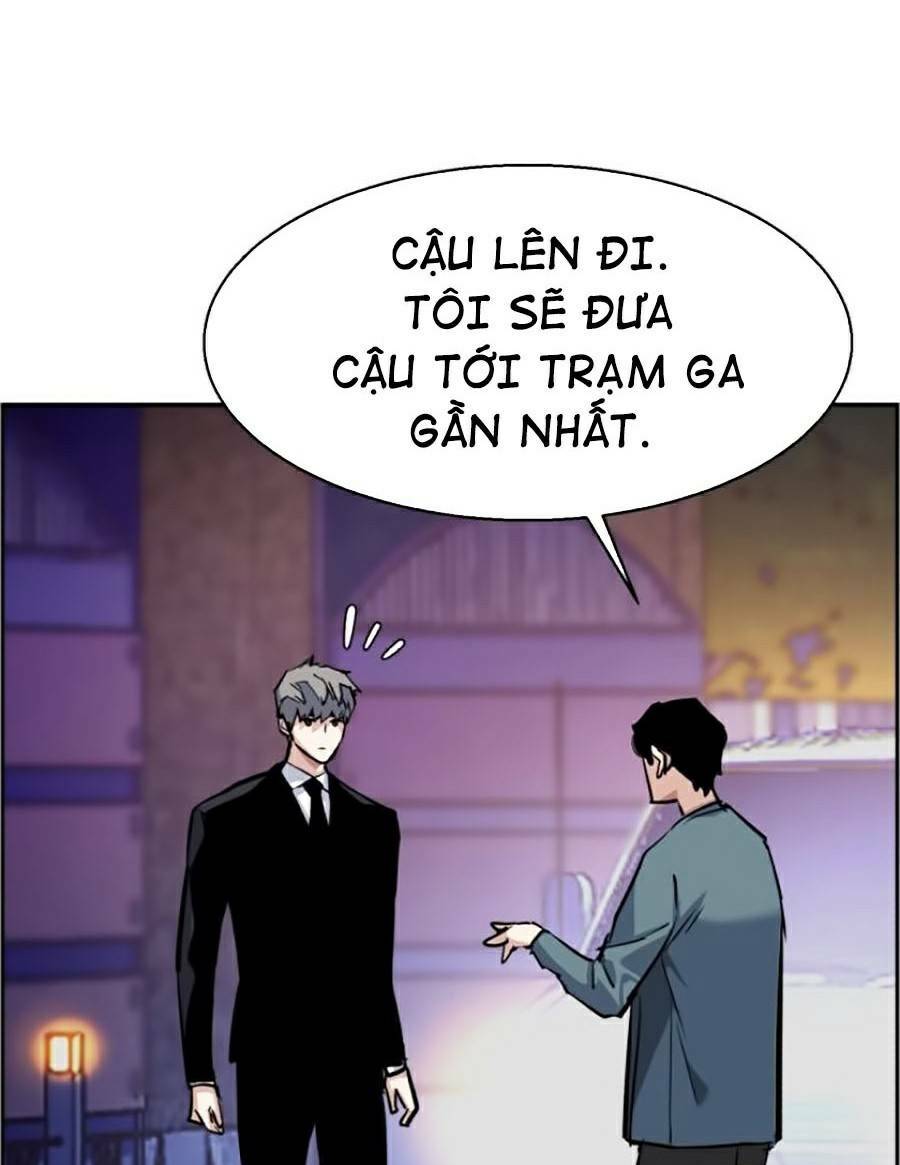 CẬU LÊN ĐI.
TÔI SẼ ĐƯA
CẬU TỚI TRẠM GA
GẦN NHẤT.